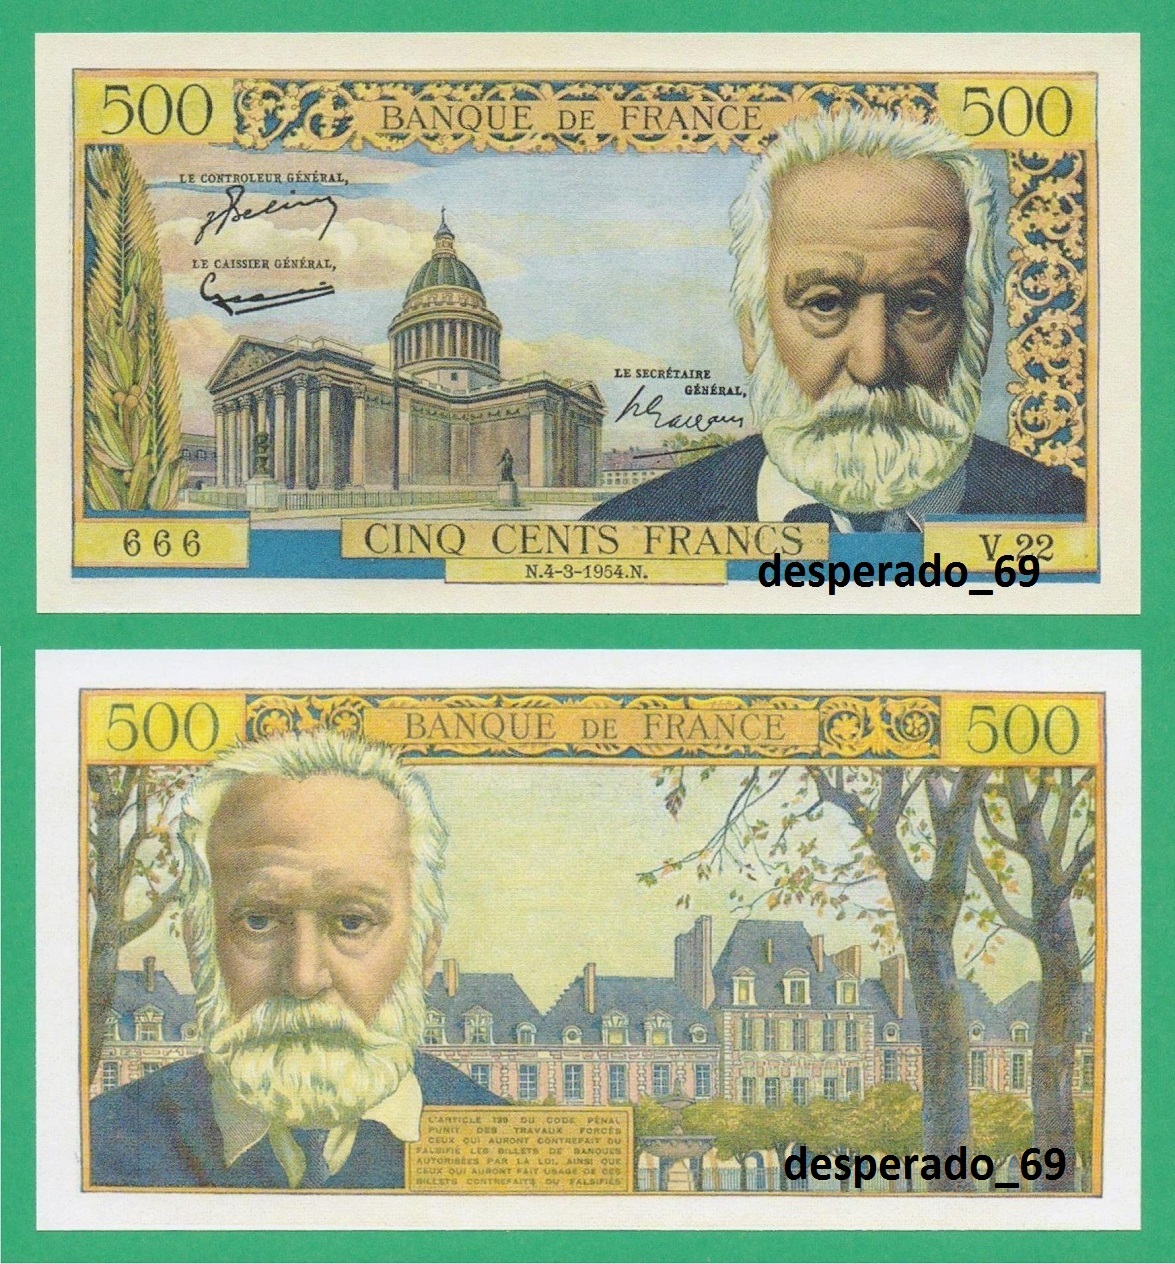 500 BANQUE DE FRANCE 500
LE CONTROLEUR GÉNÉRAL,
LE CAISSIER GÉNÉRAL,
LE SECRÉTAIRE
GÉNÉRAL,
666 CINQ CENTS FRANCS V.22
N.4-3-1954.N.
desperado_69
500 BANQUE DE FRANCE 500
L'ARTICLE 139 DU CODE PÉNAL
PUNIT DES TRAVAUX FORCÉS
CEUX QUI AURONT CONTREFAIT OU
FALSIFIÉ LES BILLETS DE BANQUES
AUTORISÉES PAR LA LOI, AINSI QUE
CEUX QUI AURONT FAIT USAGE DE CES
BILLETS CONTREFAITS OU FALSIFIÉS
desperado_69